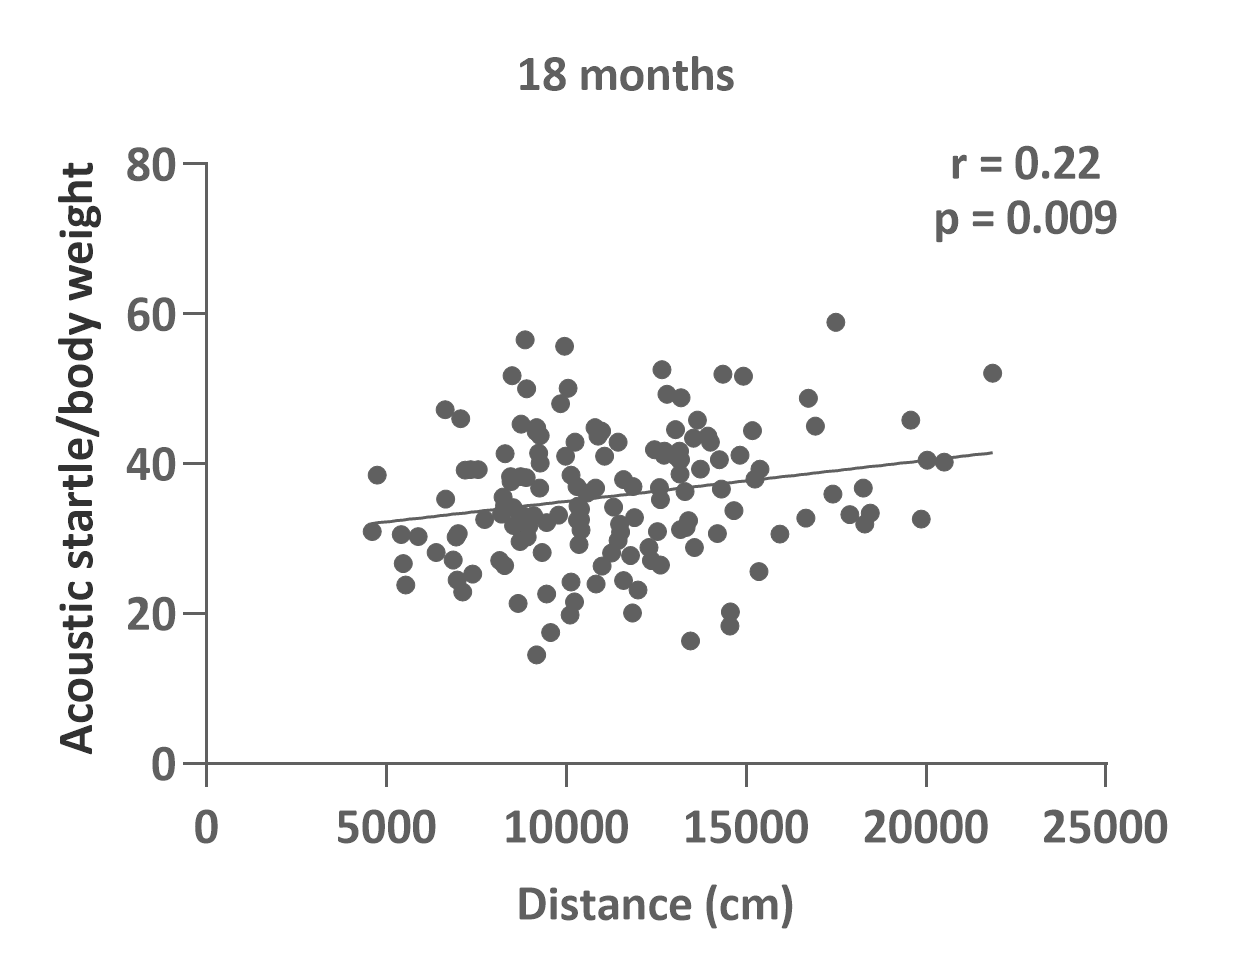 18 months
r = 0.22
p = 0.009
Acoustic startle/body weight
80
60
40
20
0
0 5000 10000 15000 20000 25000
Distance (cm)